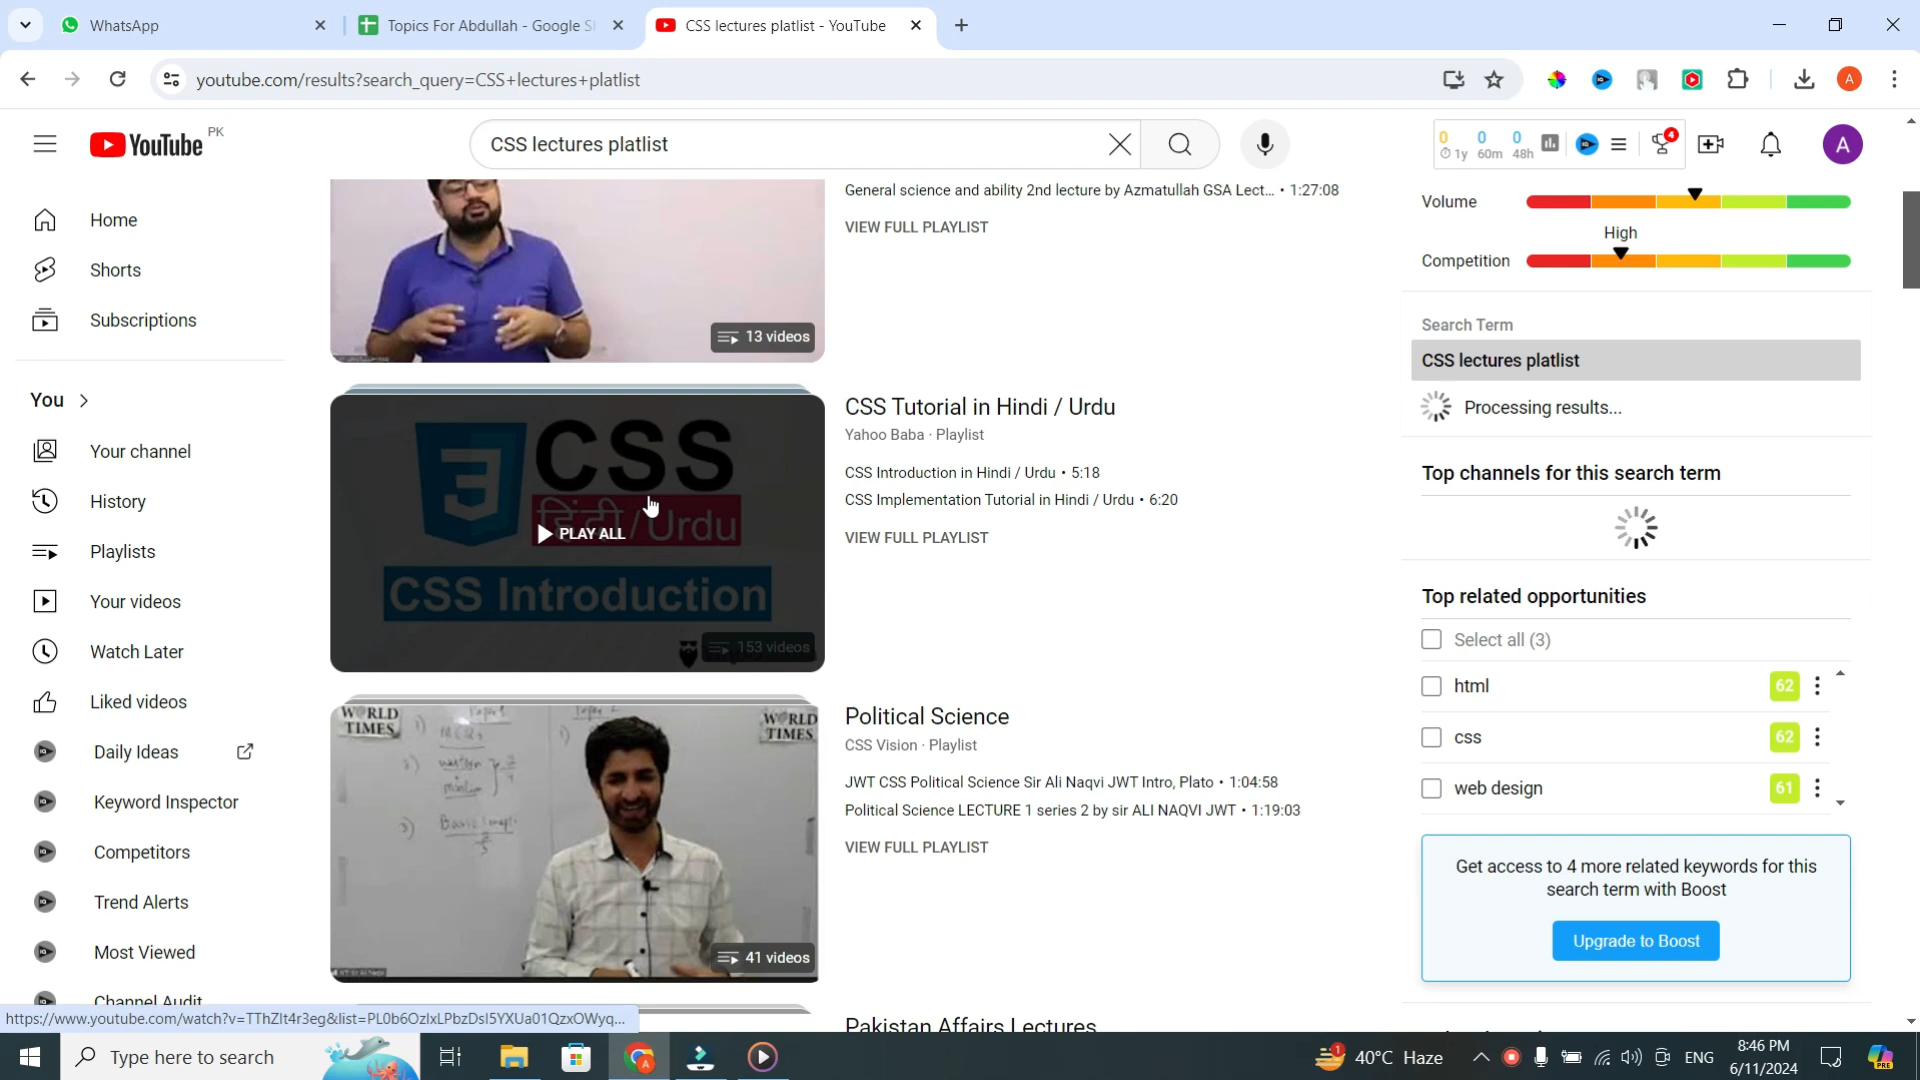 WhatsApp
Topics For Abdullah - Google S
CSS lectures platlist - YouTube
youtube.com/results?search_query=CSS+lectures+platlist
A
YouTube PK
CSS lectures platlist
0 0 0
1y 60m 48h
4
A
Home
Shorts
Subscriptions
You
Your channel
History
Playlists
Your videos
Watch Later
Liked videos
Daily Ideas
Keyword Inspector
Competitors
Trend Alerts
Most Viewed
Channel Audit
General science and ability 2nd lecture by Azmatullah GSA Lect... • 1:27:08
VIEW FULL PLAYLIST
13 videos
3 CSS
हिंदी/Urdu
PLAY ALL
CSS Introduction
153 videos
CSS Tutorial in Hindi / Urdu
Yahoo Baba · Playlist
CSS Introduction in Hindi / Urdu • 5:18
CSS Implementation Tutorial in Hindi / Urdu • 6:20
VIEW FULL PLAYLIST
WORLD TIMES
WORLD TIMES
41 videos
Political Science
CSS Vision · Playlist
JWT CSS Political Science Sir Ali Naqvi JWT Intro, Plato • 1:04:58
Political Science LECTURE 1 series 2 by sir ALI NAQVI JWT • 1:19:03
VIEW FULL PLAYLIST
Pakistan Affairs Lectures
Volume
High
Competition
Search Term
CSS lectures platlist
Processing results...
Top channels for this search term
Top related opportunities
Select all (3)
html 62
css 62
web design 61
Get access to 4 more related keywords for this
search term with Boost
Upgrade to Boost
https://www.youtube.com/watch?v=TThZlt4r3eg&list=PL0b6OzIxLPbzDsI5YXUa01QzxOWyq...
Type here to search
1
40°C Haze
ENG
8:46 PM
6/11/2024
PRE